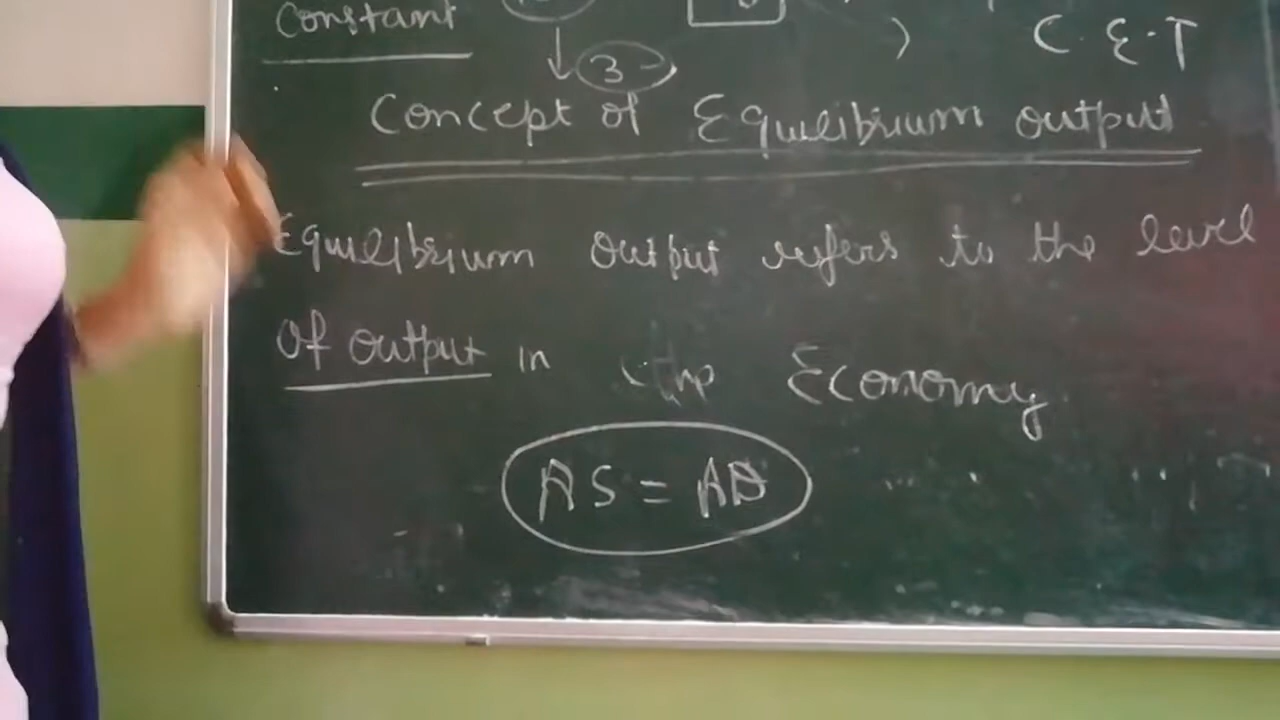 Constant
C.E.T
3
Concept of Equilibrium output
Equilibrium output refers to the level
of output in the Economy
AS = AD